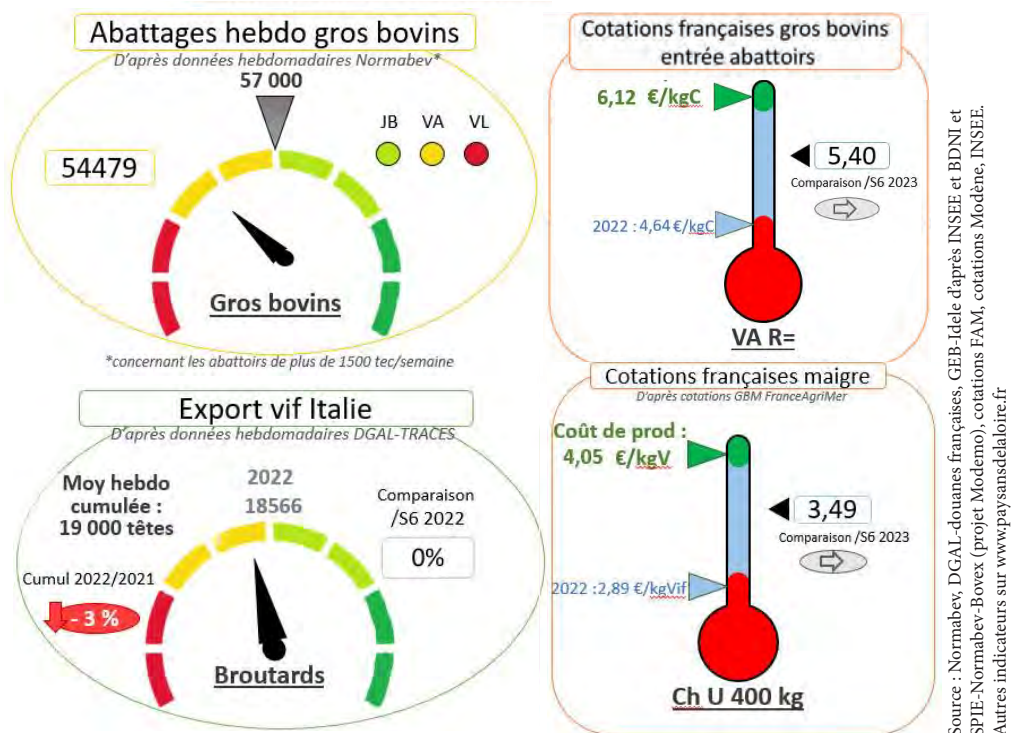 Abattages hebdo gros bovins
D'après données hebdomadaires Normabev*
57 000
JB VA VL
54479
Gros bovins
*concernant les abattoirs de plus de 1500 tec/semaine
Cotations françaises gros bovins
entrée abattoirs
6,12 €/kgC
5,40
Comparaison /S6 2023
2022 : 4,64 €/kgC
VA R=
Export vif Italie
D'après données hebdomadaires DGAL-TRACES
Moy hebdo
cumulée :
19 000 têtes
2022
18566
Comparaison
/S6 2022
0%
Cumul 2022/2021
- 3 %
Broutards
Cotations françaises maigre
D'après cotations GBM FranceAgriMer
Coût de prod :
4,05 €/kgV
3,49
Comparaison /S6 2023
2022 :2,89 €/kgVif
Ch U 400 kg
Source : Normabev, DGAL-douanes françaises, GEB-Idele d'après INSEE et BDNI et
SPIE-Normabev-Bovex (projet Modemo), cotations FAM, cotations Modène, INSEE.
Autres indicateurs sur www.paysansdelaloire.fr